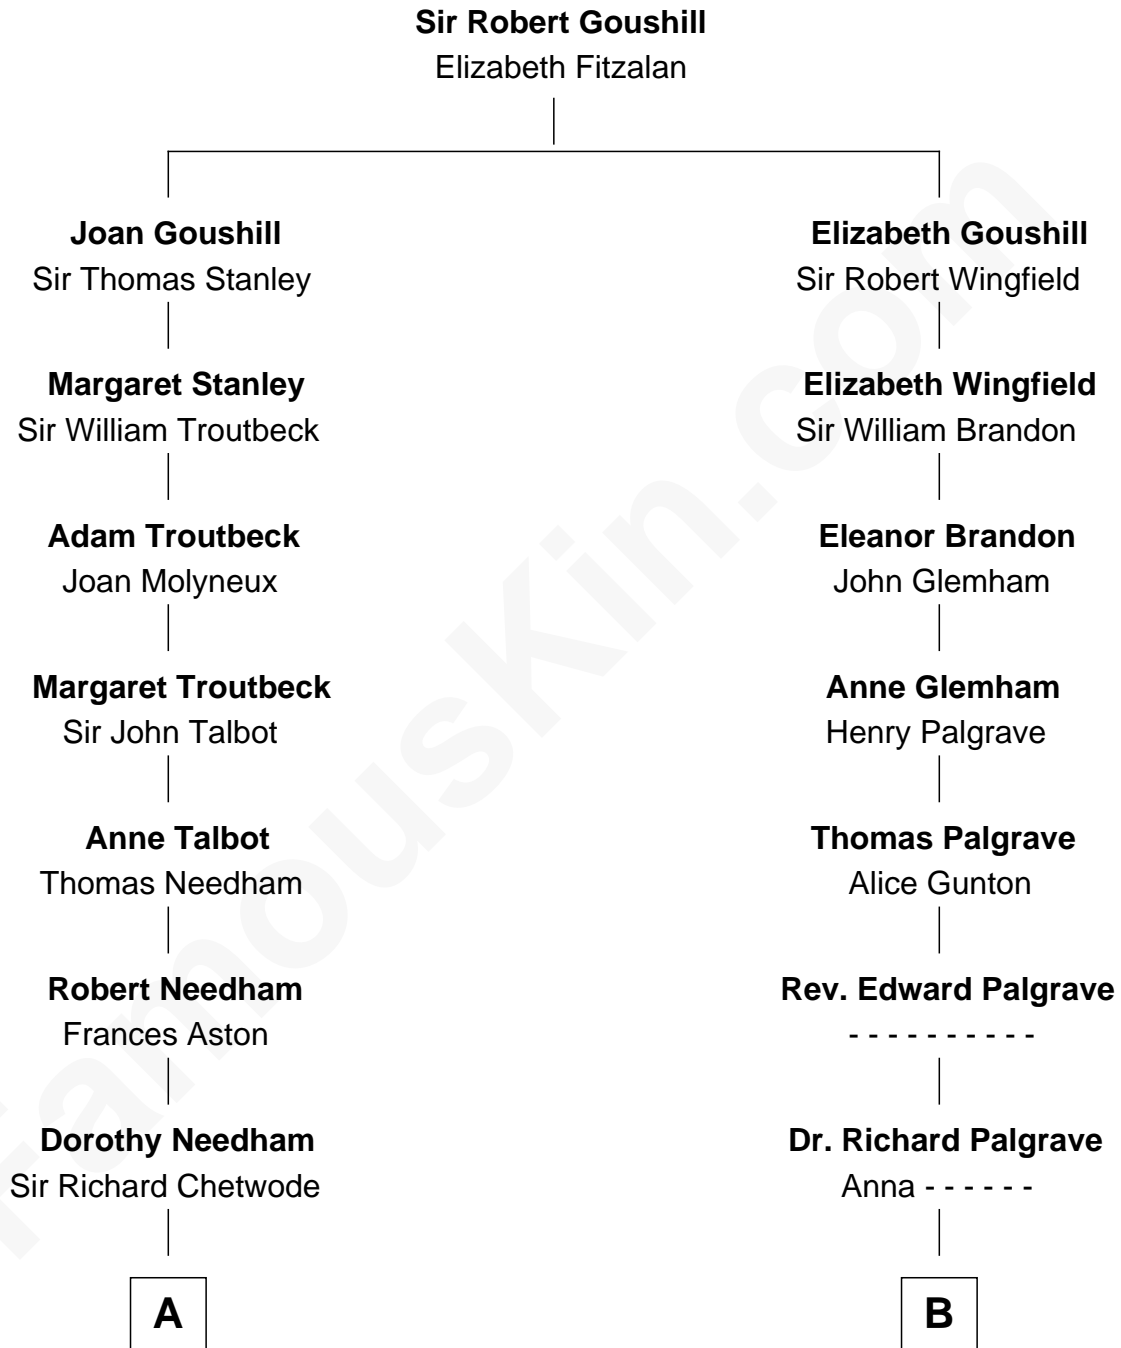 Sir Robert Goushill
Elizabeth Fitzalan
Joan Goushill
Sir Thomas Stanley
Elizabeth Goushill
Sir Robert Wingfield
Margaret Stanley
Sir William Troutbeck
Elizabeth Wingfield
Sir William Brandon
Adam Troutbeck
Joan Molyneux
Eleanor Brandon
John Glemham
Margaret Troutbeck
Sir John Talbot
Anne Glemham
Henry Palgrave
Anne Talbot
Thomas Needham
Thomas Palgrave
Alice Gunton
Robert Needham
Frances Aston
Rev. Edward Palgrave
- - - - - - - - - -
Dorothy Needham
Sir Richard Chetwode
Dr. Richard Palgrave
Anna - - - - - -
A
B
FamousKin.com